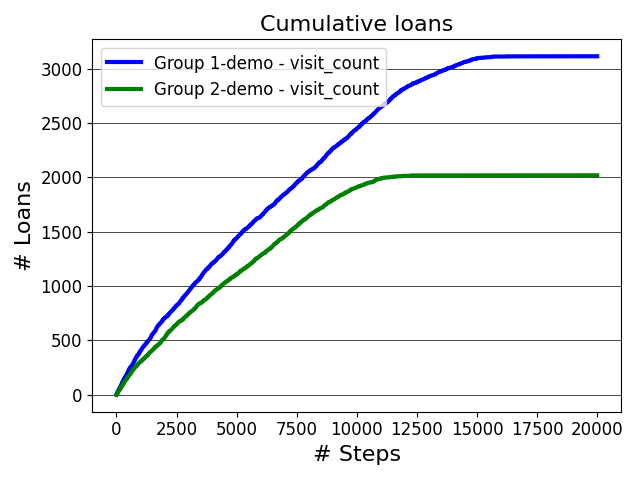 Cumulative loans
Group 1-demo - visit_count
Group 2-demo - visit_count
# Loans
3000
2500
2000
1500
1000
500
0
0 2500 5000 7500 10000 12500 15000 17500 20000
# Steps